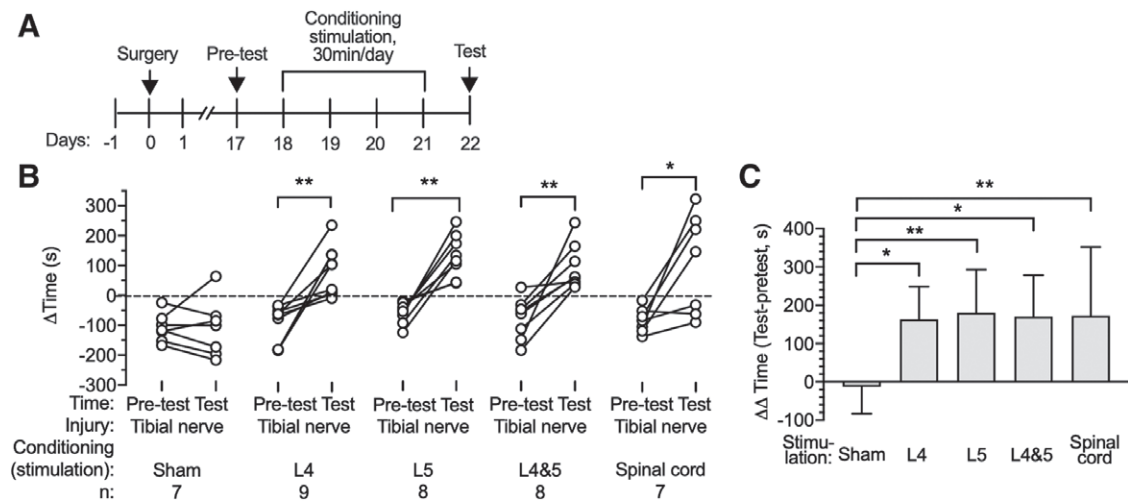 A
Surgery
Pre-test
Conditioning
stimulation,
30min/day
Test
Days: -1 0 1 17 18 19 20 21 22
B
ΔTime (s)
300
200
100
0
-100
-200
-300
** ** ** *
Time: Pre-test Test Pre-test Test Pre-test Test Pre-test Test Pre-test Test
Injury: Tibial nerve Tibial nerve Tibial nerve Tibial nerve Tibial nerve
Conditioning
(stimulation): Sham L4 L5 L4&5 Spinal cord
n: 7 9 8 8 7
C
ΔΔ Time (Test-pretest, s)
400
300
200
100
0
-100
**
*
**
*
Stimu-
lation: Sham L4 L5 L4&5 Spinal
cord